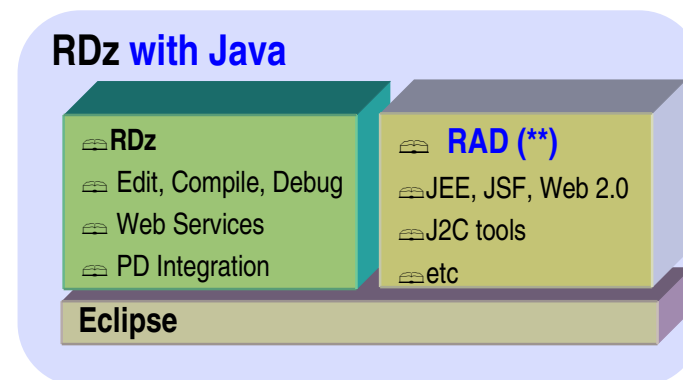 RDz with Java
RDz
Edit, Compile, Debug
Web Services
PD Integration
RAD (**)
JEE, JSF, Web 2.0
J2C tools
etc
Eclipse